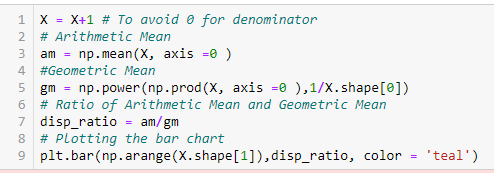 1 X = X+1 # To avoid 0 for denominator
2 # Arithmetic Mean
3 am = np.mean(X, axis =0 )
4 #Geometric Mean
5 gm = np.power(np.prod(X, axis =0 ),1/X.shape[0])
6 # Ratio of Arithmetic Mean and Geometric Mean
7 disp_ratio = am/gm
8 # Plotting the bar chart
9 plt.bar(np.arange(X.shape[1]),disp_ratio, color = 'teal')